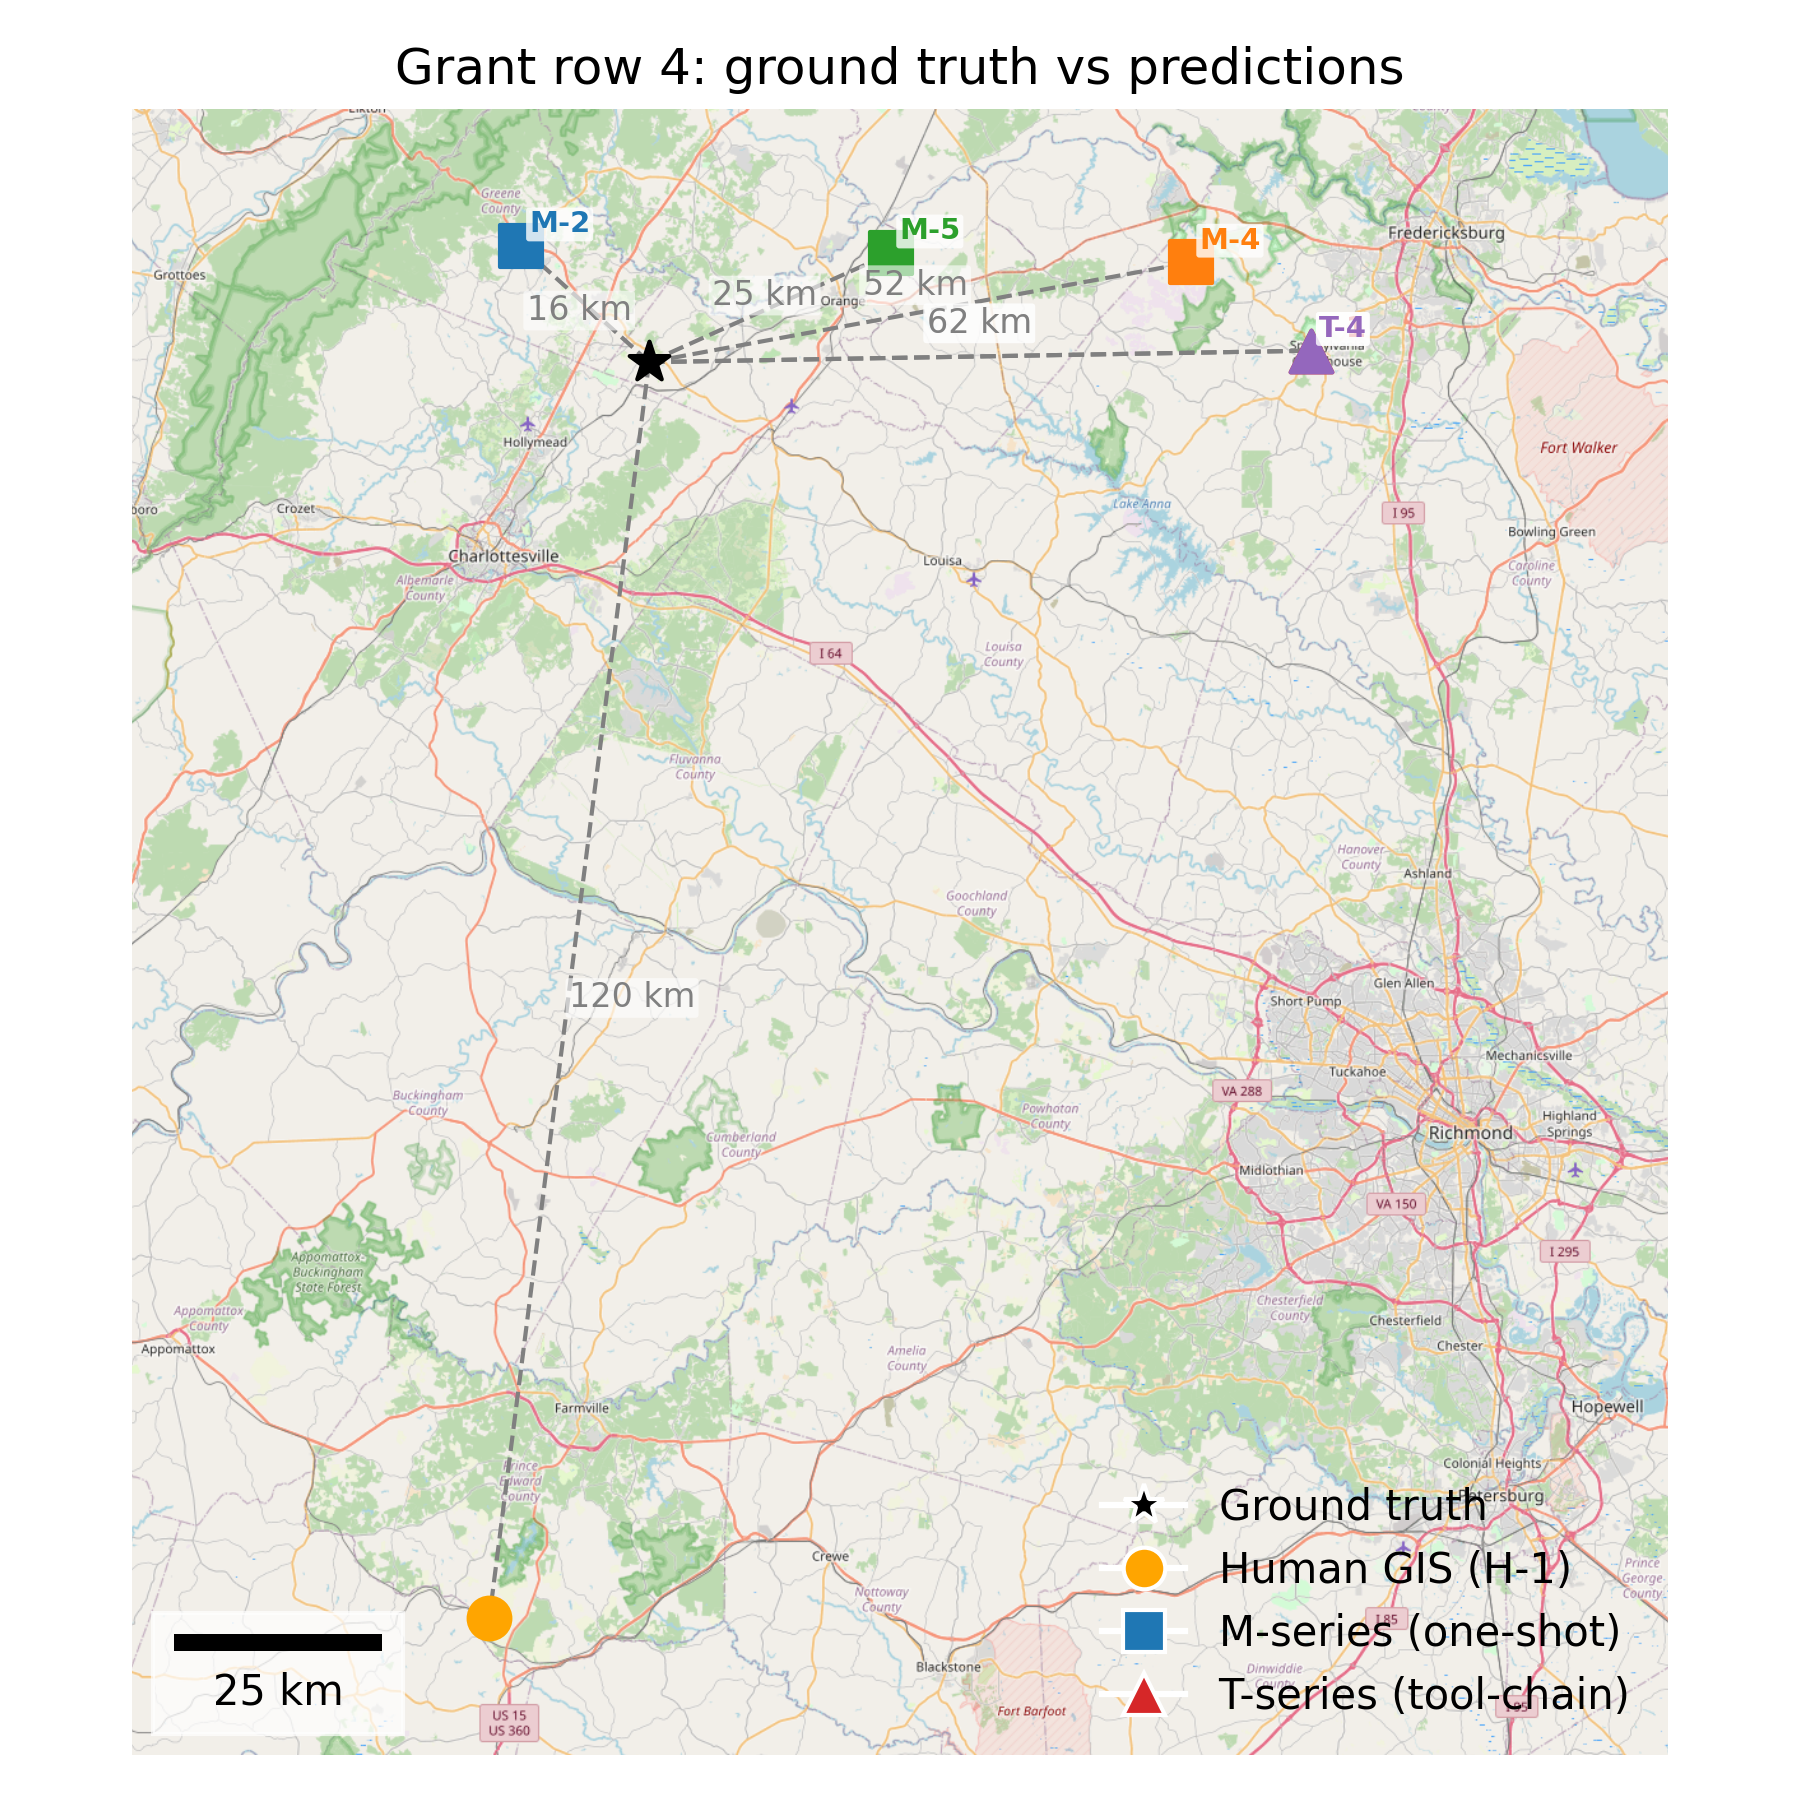 Grant row 4: ground truth vs predictions
Elkton
Greene
County
M-2
M-5
M-4
Fredericksburg
Grottoes
16 km
25 km
52 km
Orange
62 km
T-4
Hollymead
Fort Walker
Crozet
boro
Charlottesville
Albemarle
County
Lake Anna
I 95
Bowling Green
Louisa
Caroline
County
I 64
Louisa
County
Fluvanna
County
Hanover
County
Ashland
Goochland
County
120 km
Glen Allen
Short Pump
Mechanicsville
Tuckahoe
VA 288
Buckingham
County
Powhatan
County
Highland
Springs
Cumberland
County
Richmond
Midlothian
VA 150
I 295
Appomattox-
Buckingham
State Forest
Appomattox
County
Appomattox
Chesterfield
County
Chesterfield
Chester
Amelia
County
Farmville
Hopewell
Prince
Edward
County
Colonial Heights
Petersburg
Ground truth
Crewe
Human GIS (H-1)
Prince
George
County
Nottoway
County
I 85
M-series (one-shot)
25 km
Blackstone
Dinwiddie
County
T-series (tool-chain)
Fort Barfoot
US 15
US 360